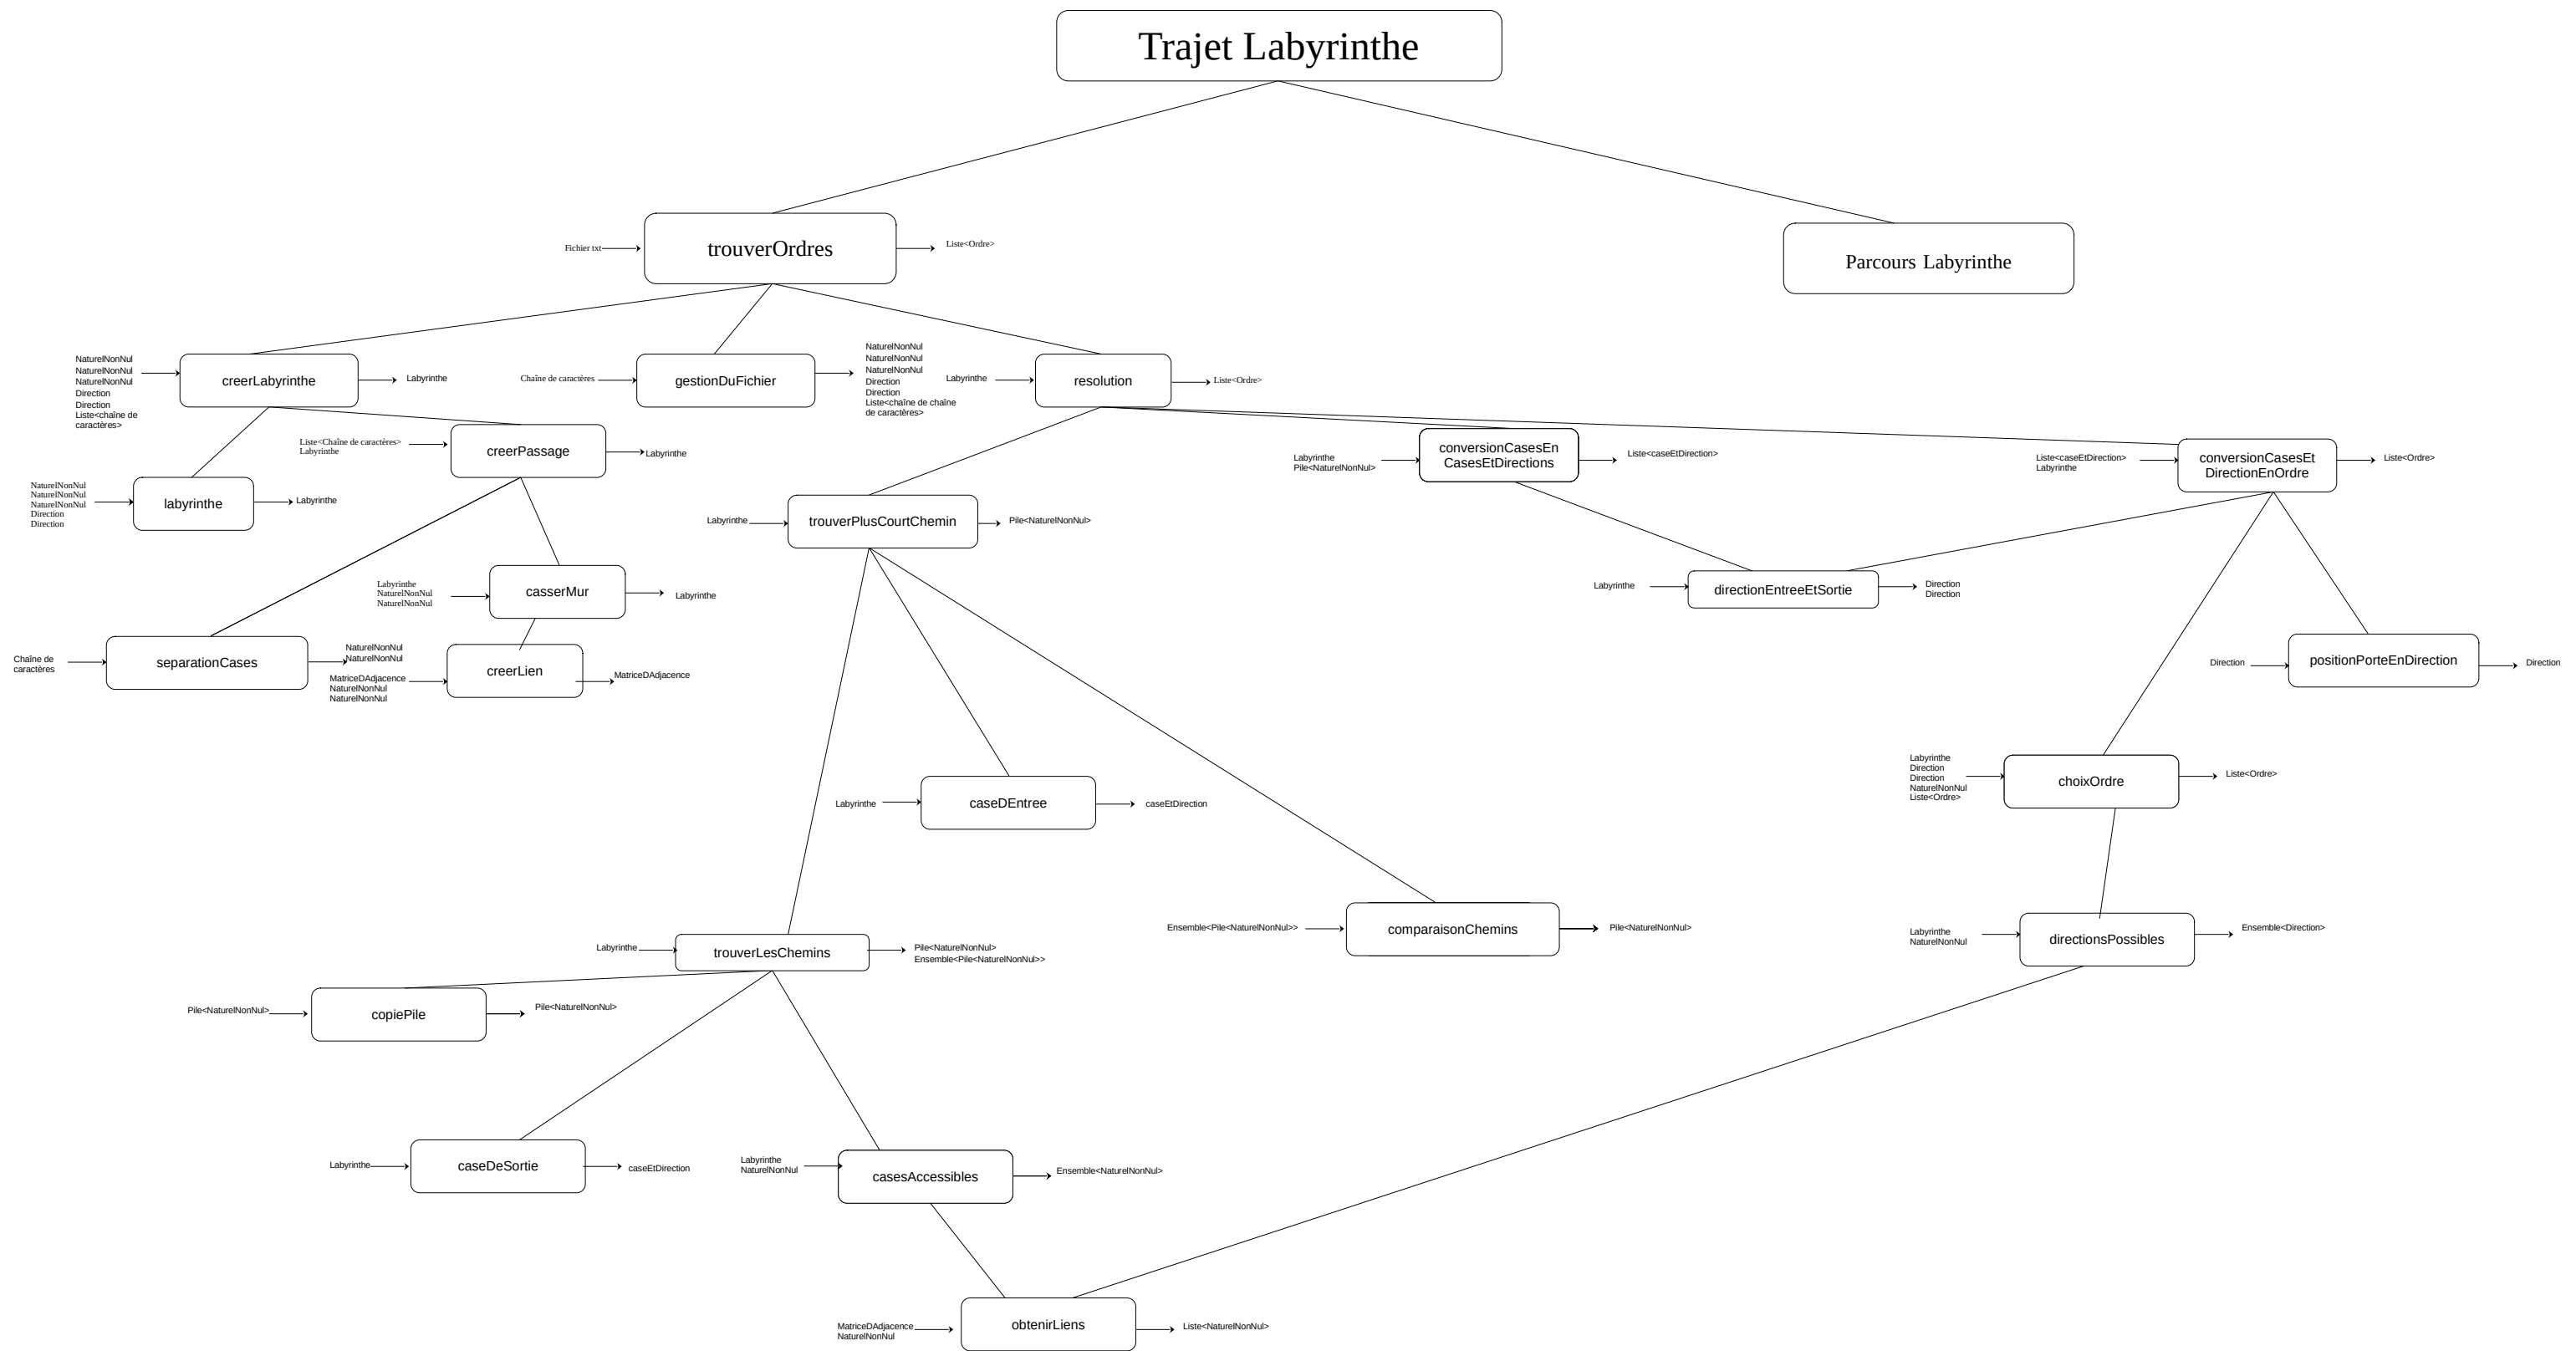 Trajet Labyrinthe
Fichier txt
trouverOrdres
Liste<Ordre>
Parcours Labyrinthe
NaturelNonNul
NaturelNonNul
NaturelNonNul
Direction
Direction
Liste<chaîne de
caractères>
creerLabyrinthe
Labyrinthe
Chaîne de caractères
gestionDuFichier
NaturelNonNul
NaturelNonNul
NaturelNonNul
Direction
Direction
Liste<chaîne de chaîne
de caractères>
Labyrinthe
resolution
Liste<Ordre>
Liste<Chaîne de caractères>
Labyrinthe
creerPassage
Labyrinthe
Labyrinthe
Pile<NaturelNonNul>
conversionCasesEn
CasesEtDirections
Liste<caseEtDirection>
Liste<caseEtDirection>
Labyrinthe
conversionCasesEt
DirectionEnOrdre
Liste<Ordre>
NaturelNonNul
NaturelNonNul
NaturelNonNul
Direction
Direction
labyrinthe
Labyrinthe
Labyrinthe
trouverPlusCourtChemin
Pile<NaturelNonNul>
Labyrinthe
NaturelNonNul
NaturelNonNul
casserMur
Labyrinthe
Labyrinthe
directionEntreeEtSortie
Direction
Direction
Chaîne de
caractères
separationCases
NaturelNonNul
NaturelNonNul
MatriceDAdjacence
NaturelNonNul
NaturelNonNul
creerLien
MatriceDAdjacence
Direction
positionPorteEnDirection
Direction
Labyrinthe
caseDEntree
caseEtDirection
Labyrinthe
Direction
Direction
NaturelNonNul
Liste<Ordre>
choixOrdre
Liste<Ordre>
Labyrinthe
trouverLesChemins
Pile<NaturelNonNul>
Ensemble<Pile<NaturelNonNul>>
Ensemble<Pile<NaturelNonNul>>
comparaisonChemins
Pile<NaturelNonNul>
Labyrinthe
NaturelNonNul
directionsPossibles
Ensemble<Direction>
Pile<NaturelNonNul>
copiePile
Pile<NaturelNonNul>
Labyrinthe
caseDeSortie
caseEtDirection
Labyrinthe
NaturelNonNul
casesAccessibles
Ensemble<NaturelNonNul>
MatriceDAdjacence
NaturelNonNul
obtenirLiens
Liste<NaturelNonNul>